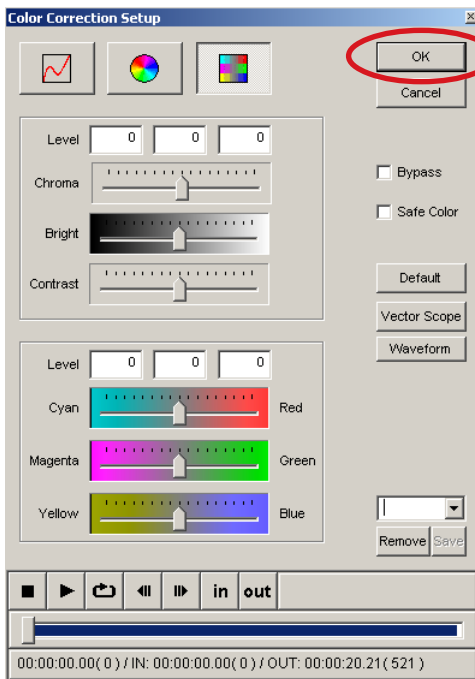 Color Correction Setup
OK
Cancel
Level 0 0 0
Chroma
Bright
Contrast
Bypass
Safe Color
Default
Vector Scope
Waveform
Level 0 0 0
Cyan Red
Magenta Green
Yellow Blue
Remove Save
in out
00:00:00.00( 0 ) / IN: 00:00:00.00( 0 ) / OUT: 00:00:20.21 ( 521 )